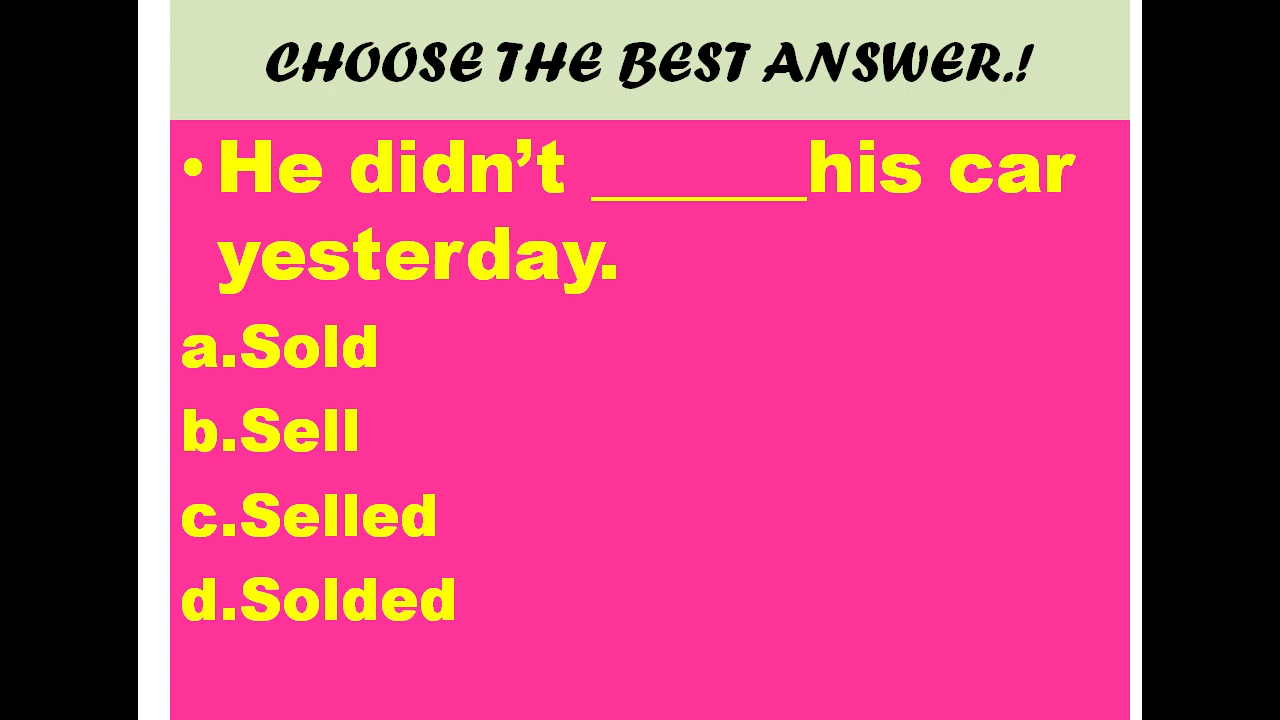 CHOOSE THE BEST ANSWER.!
• He didn’t ______his car
yesterday.
a.Sold
b.Sell
c.Selled
d.Solded